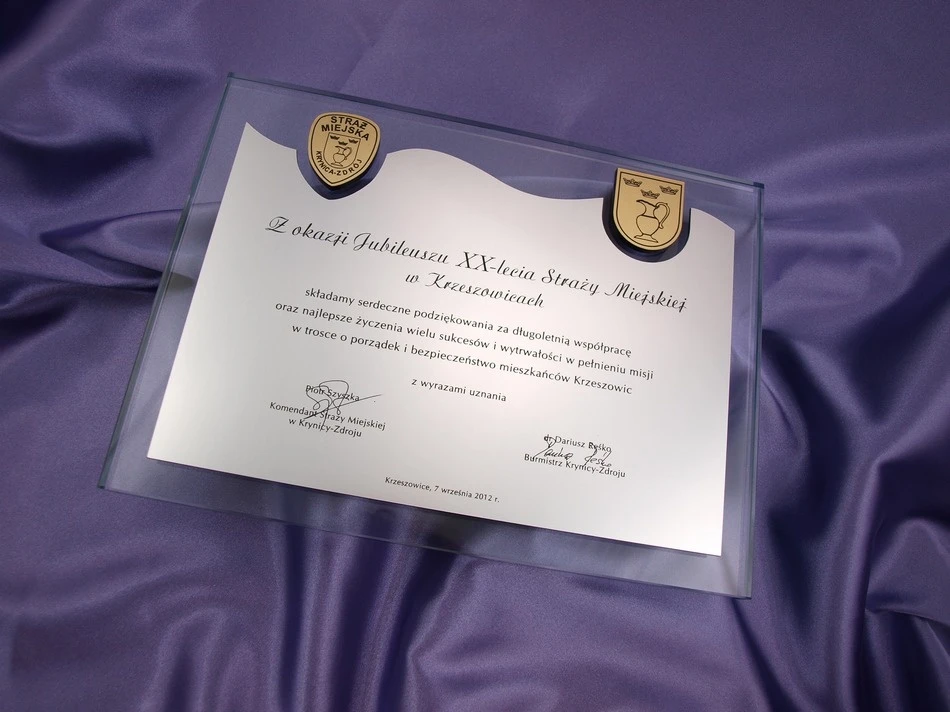 STRAŻ
MIEJSKA
KRYNICA-ZDRÓJ
Z okazji Jubileuszu XX-lecia Straży Miejskiej
w Krzeszowicach
składamy serdeczne podziękowania za długoletnią współpracę
oraz najlepsze życzenia wielu sukcesów i wytrwałości w pełnieniu misji
w trosce o porządek i bezpieczeństwo mieszkańców Krzeszowic
z wyrazami uznania
Piotr Szyszka
Komendant Straży Miejskiej
w Krynicy-Zdroju
dr Dariusz Reśko
Burmistrz Krynicy-Zdroju
Krzeszowice, 7 września 2012 r.